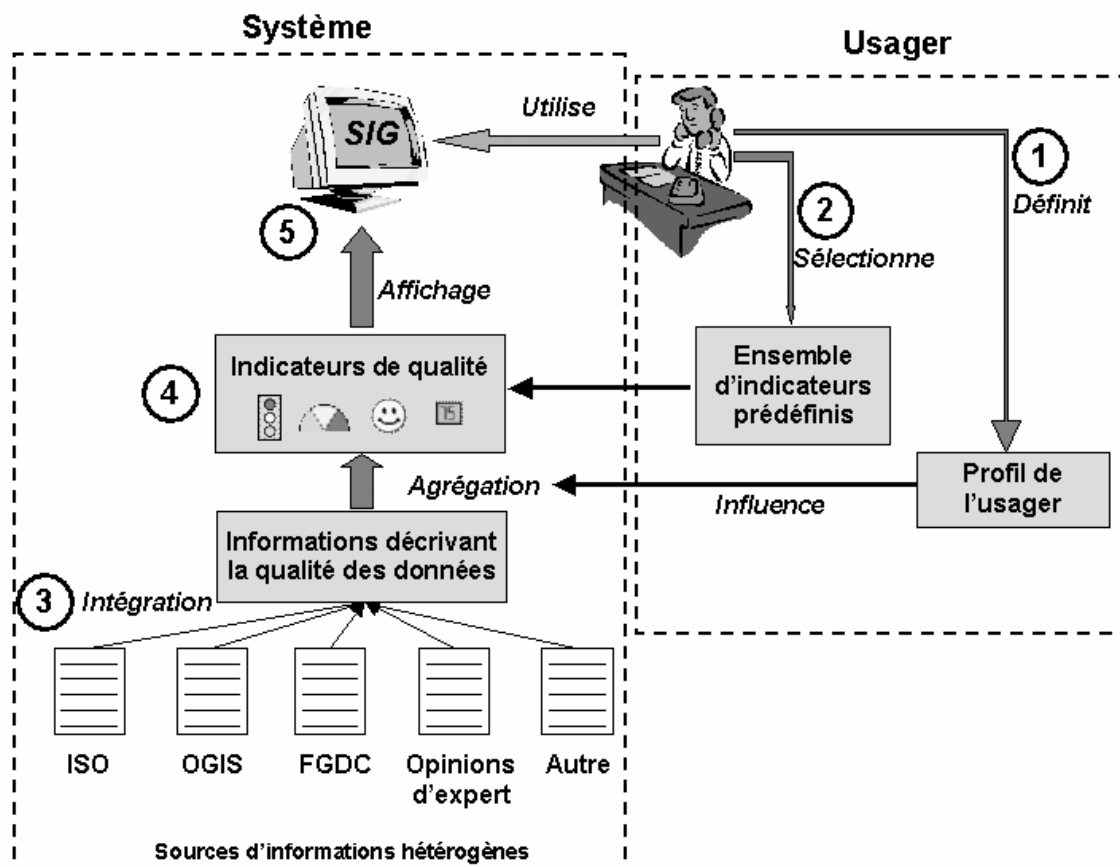 Système
Usager
SIG
Utilise
1
Définit
2
Sélectionne
5
Affichage
Indicateurs de qualité
4
75
Ensemble
d'indicateurs
prédéfinis
Agrégation
Influence
Profil de
l'usager
Informations décrivant
la qualité des données
3
Intégration
ISO
OGIS
FGDC
Opinions
d'expert
Autre
Sources d'informations hétérogènes